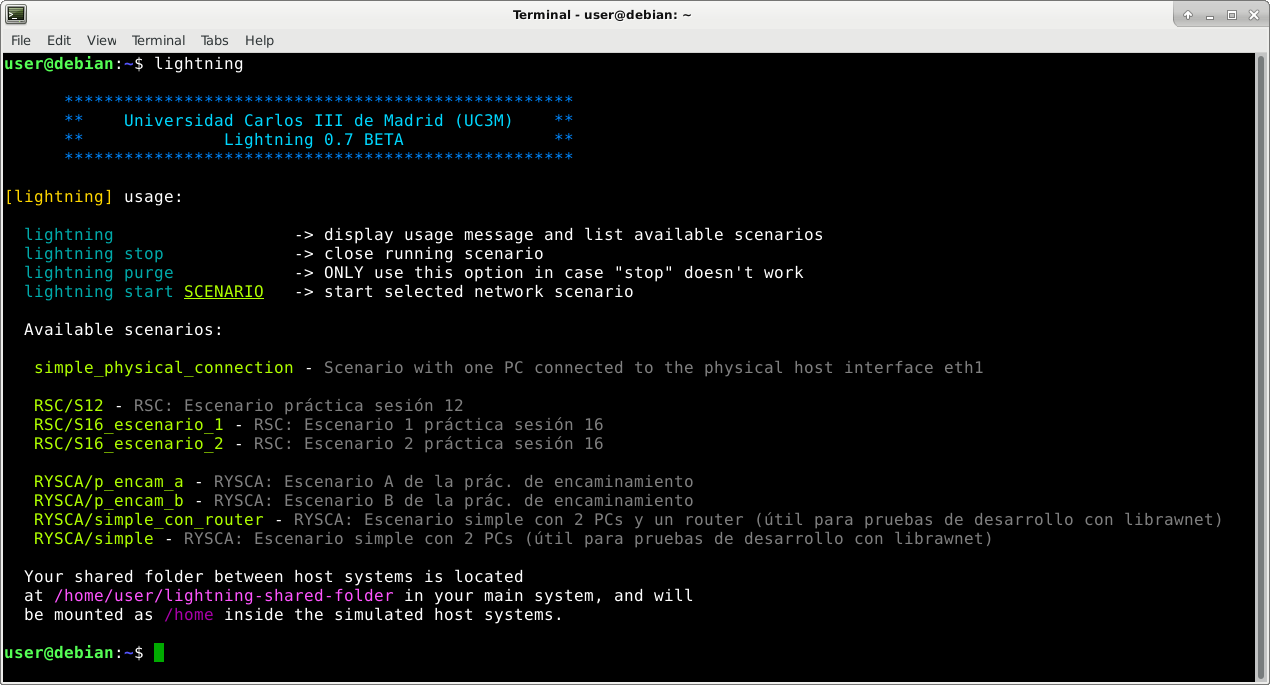 Terminal - user@debian: ~
File Edit View Terminal Tabs Help
user@debian:~$ lightning
***************************************************
** Universidad Carlos III de Madrid (UC3M) **
** Lightning 0.7 BETA **
***************************************************
[lightning] usage:
lightning -> display usage message and list available scenarios
lightning stop -> close running scenario
lightning purge -> ONLY use this option in case "stop" doesn't work
lightning start SCENARIO -> start selected network scenario
Available scenarios:
simple_physical_connection - Scenario with one PC connected to the physical host interface eth1
RSC/S12 - RSC: Escenario práctica sesión 12
RSC/S16_escenario_1 - RSC: Escenario 1 práctica sesión 16
RSC/S16_escenario_2 - RSC: Escenario 2 práctica sesión 16
RYSCA/p_encam_a - RYSCA: Escenario A de la prác. de encaminamiento
RYSCA/p_encam_b - RYSCA: Escenario B de la prác. de encaminamiento
RYSCA/simple_con_router - RYSCA: Escenario simple con 2 PCs y un router (útil para pruebas de desarrollo con librawnet)
RYSCA/simple - RYSCA: Escenario simple con 2 PCs (útil para pruebas de desarrollo con librawnet)
Your shared folder between host systems is located
at /home/user/lightning-shared-folder in your main system, and will
be mounted as /home inside the simulated host systems.
user@debian:~$